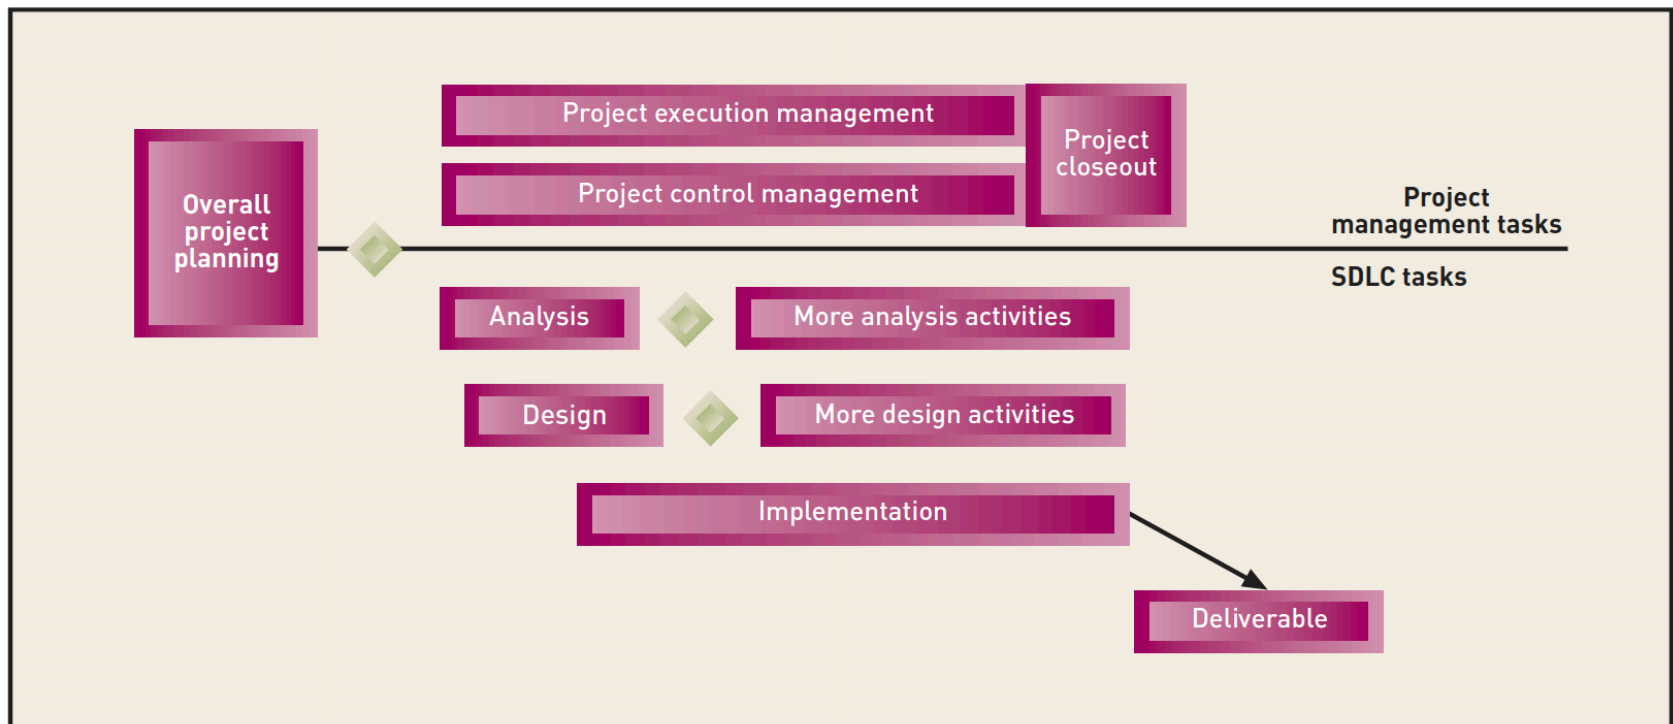 Project execution management
Project
closeout
Project control management
Overall
project
planning
Project
management tasks
SDLC tasks
Analysis
More analysis activities
Design
More design activities
Implementation
Deliverable